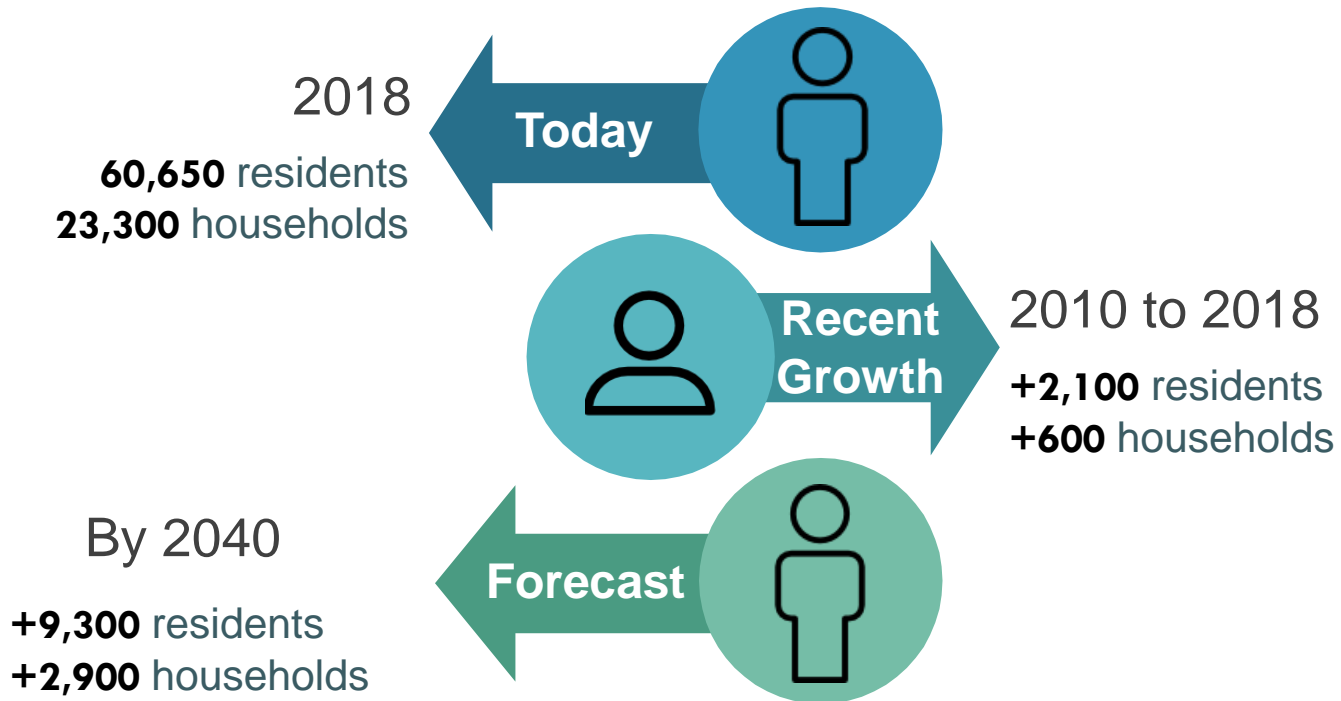 2018
60,650 residents
23,300 households
Today
Recent
Growth
2010 to 2018
+2,100 residents
+600 households
By 2040
+9,300 residents
+2,900 households
Forecast